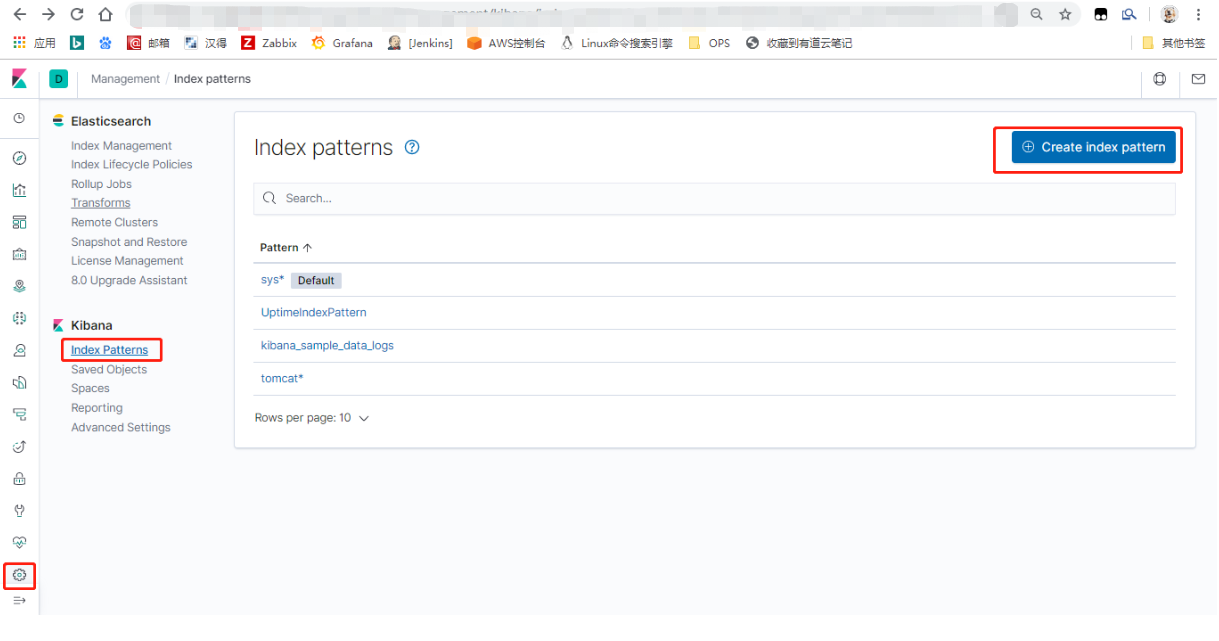 应用 邮箱 汉得 Zabbix Grafana [Jenkins] AWS控制台 Linux命令搜索引擎 OPS 收藏到有道云笔记 其他书签
D Management / Index patterns
Elasticsearch
Index Management
Index Lifecycle Policies
Rollup Jobs
Transforms
Remote Clusters
Snapshot and Restore
License Management
8.0 Upgrade Assistant
Kibana
Index Patterns
Saved Objects
Spaces
Reporting
Advanced Settings
Index patterns
Create index pattern
Search...
Pattern
sys* Default
UptimeIndexPattern
kibana_sample_data_logs
tomcat*
Rows per page: 10